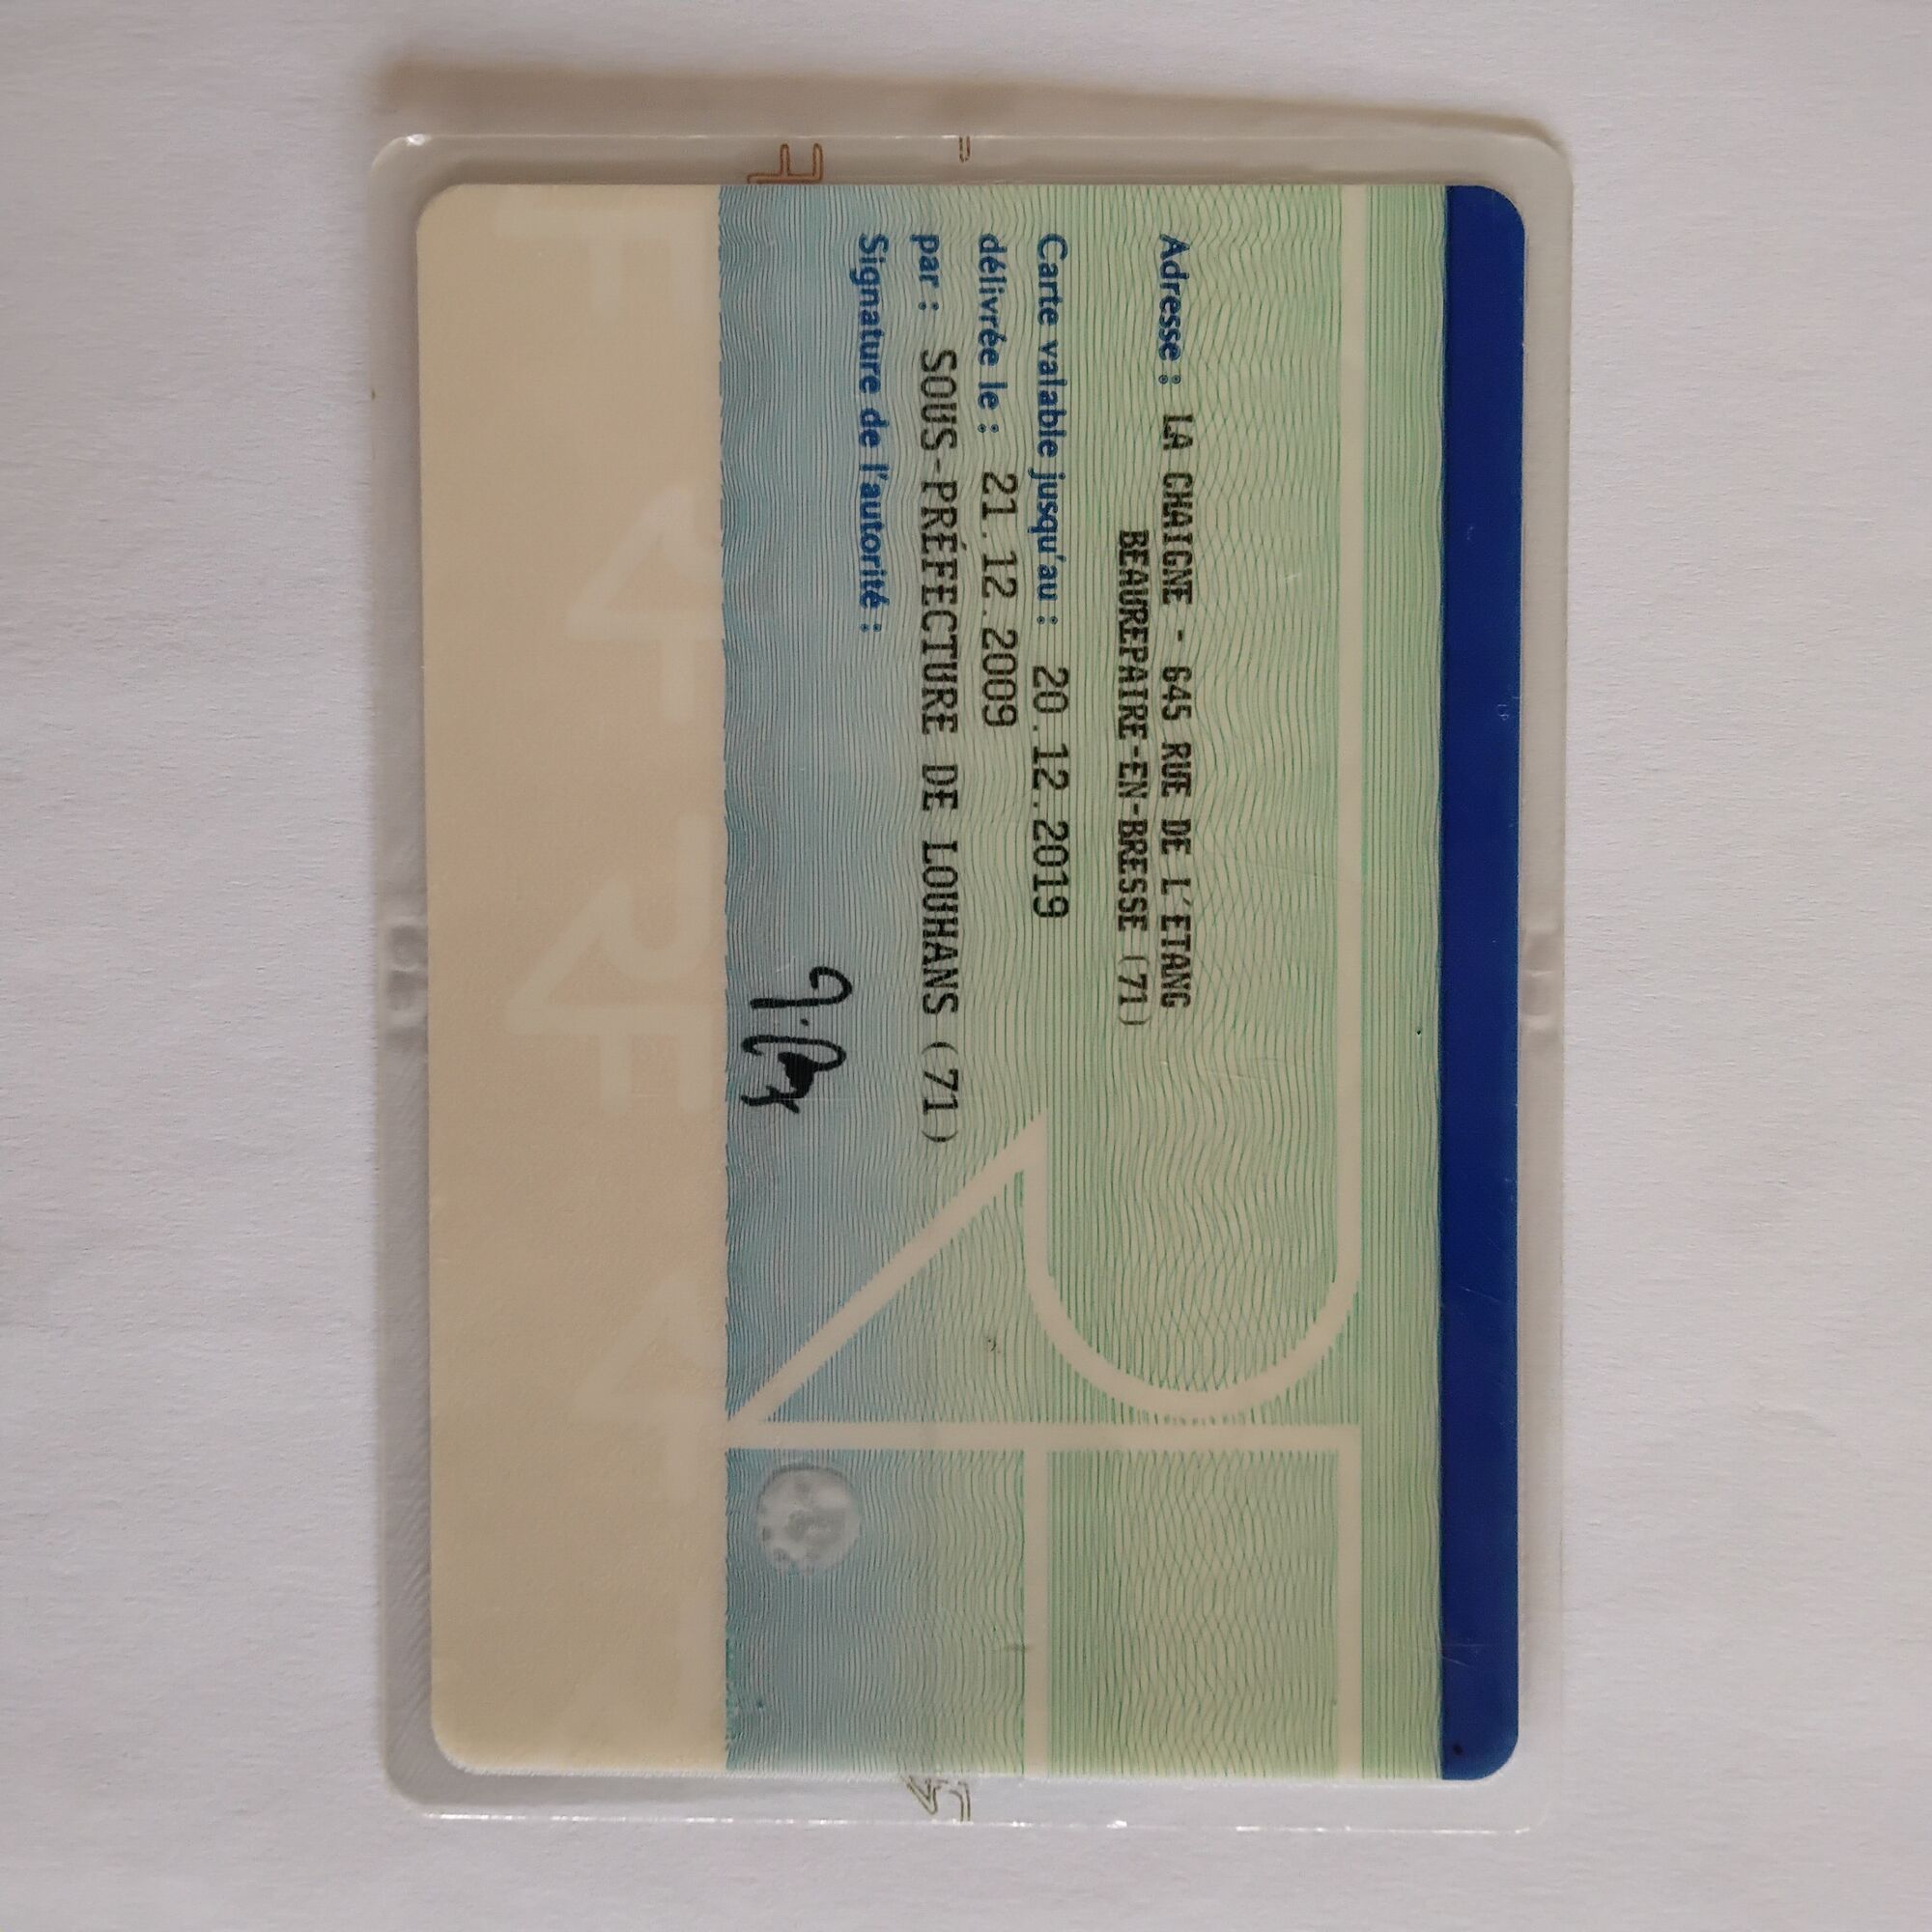 Adresse : LA CHAIGNE - 645 RUE DE L'ETANG
BEAUREPAIRE-EN-BRESSE (71)
Carte valable jusqu'au : 20.12.2019
délivrée le : 21.12.2009
par : SOUS-PRÉFECTURE DE LOUHANS (71)
Signature de l'autorité :